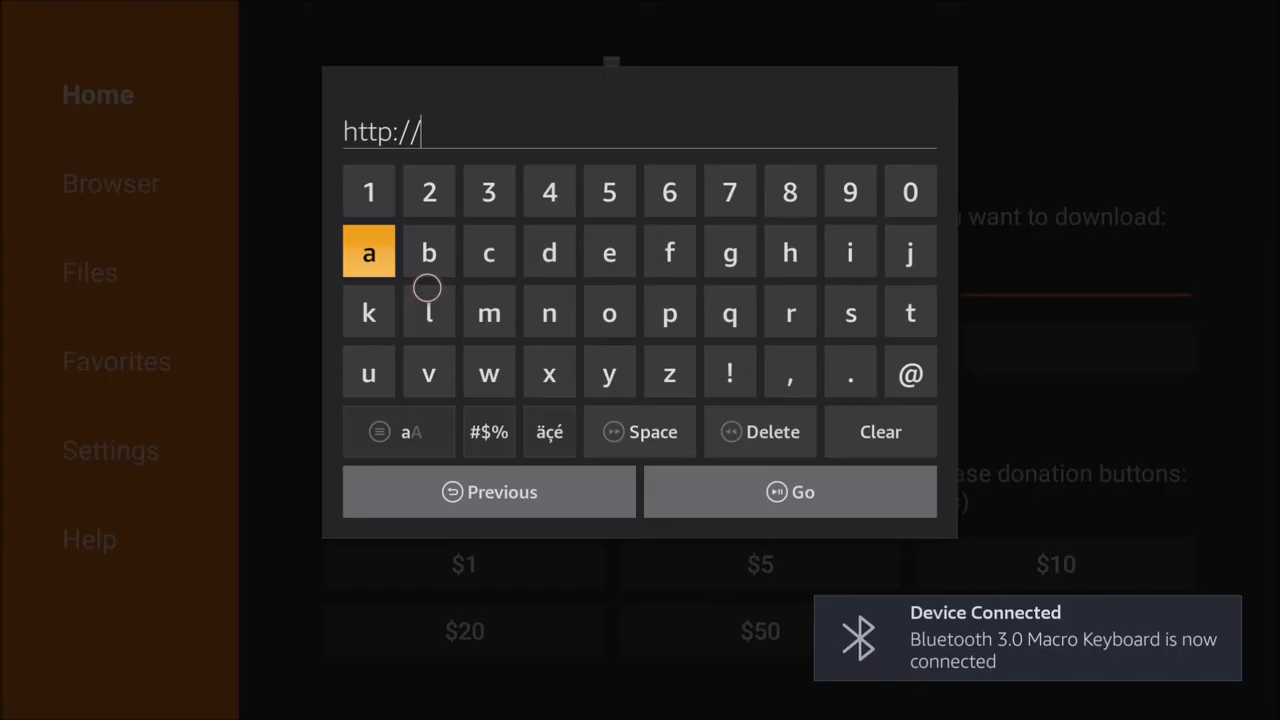 Home
Browser
Files
Favorites
Settings
Help
u want to download:
ase donation buttons:
s)
$1 $5 $10
$20 $50
http://
1 2 3 4 5 6 7 8 9 0
a b c d e f g h i j
k l m n o p q r s t
u v w x y z ! , . @
aA #$% äçé Space Delete Clear
Previous Go
Device Connected
Bluetooth 3.0 Macro Keyboard is now
connected